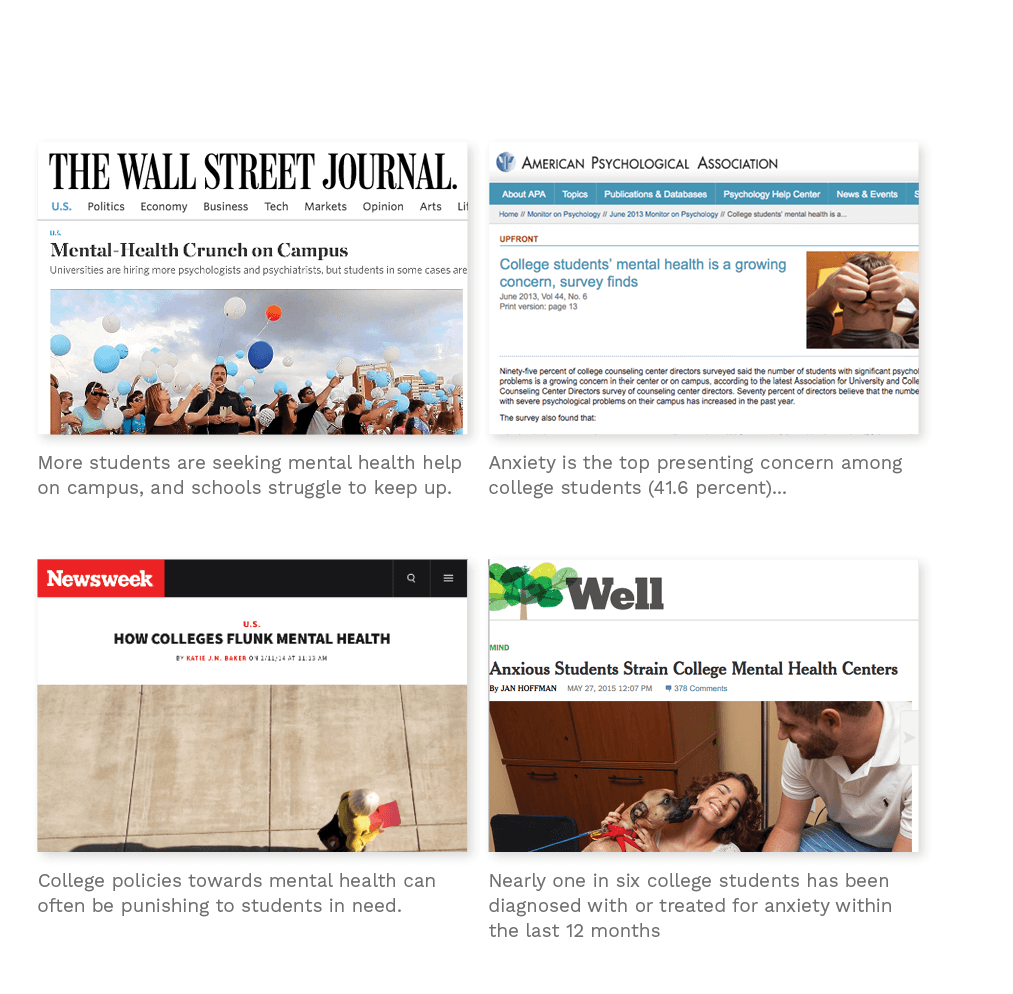 THE WALL STREET JOURNAL.
U.S. Politics Economy Business Tech Markets Opinion Arts
U.S.
Mental-Health Crunch on Campus
Universities are hiring more psychologists and psychiatrists, but students in some cases are
More students are seeking mental health help
on campus, and schools struggle to keep up.
AMERICAN PSYCHOLOGICAL ASSOCIATION
About APA Topics Publications & Databases Psychology Help Center News & Events S
Home // Monitor on Psychology // June 2013 Monitor on Psychology // College students' mental health is a...
UPFRONT
College students' mental health is a growing
concern, survey finds
June 2013, Vol 44, No. 6
Print version: page 13
Ninety-five percent of college counseling center directors surveyed said the number of students with significant psychol
problems is a growing concern in their center or on campus, according to the latest Association for University and Colle
Counseling Center Directors survey of counseling center directors. Seventy percent of directors believe that the numbe
with severe psychological problems on their campus has increased in the past year.
The survey also found that:
Anxiety is the top presenting concern among
college students (41.6 percent)...
Newsweek
U.S.
HOW COLLEGES FLUNK MENTAL HEALTH
BY KATIE J.M. BAKER ON 2/11/14 AT 11:13 AM
College policies towards mental health can
often be punishing to students in need.
Well
MIND
Anxious Students Strain College Mental Health Centers
By JAN HOFFMAN MAY 27, 2015 12:07 PM 378 Comments
Nearly one in six college students has been
diagnosed with or treated for anxiety within
the last 12 months